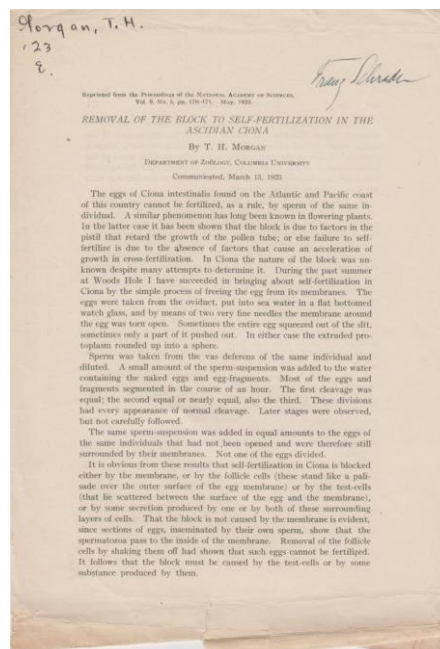 Morgan, T. H.
'23
E.
Franz Schrader
Reprinted from the Proceedings of the NATIONAL ACADEMY OF SCIENCES,
Vol. 9, No. 5, pp. 170-171. May, 1923.
REMOVAL OF THE BLOCK TO SELF-FERTILIZATION IN THE
ASCIDIAN CIONA
BY T. H. MORGAN
DEPARTMENT OF ZOÖLOGY, COLUMBIA UNIVERSITY
Communicated, March 13, 1923
The eggs of Ciona intestinalis found on the Atlantic and Pacific coast
of this country cannot be fertilized, as a rule, by sperm of the same in-
dividual. A similar phenomenon has long been known in flowering plants.
In the latter case it has been shown that the block is due to factors in the
pistil that retard the growth of the pollen tube; or else failure to self-
fertilize is due to the absence of factors that cause an acceleration of
growth in cross-fertilization. In Ciona the nature of the block was un-
known despite many attempts to determine it. During the past summer
at Woods Hole I have succeeded in bringing about self-fertilization in
Ciona by the simple process of freeing the egg from its membranes. The
eggs were taken from the oviduct, put into sea water in a flat bottomed
watch glass, and by means of two very fine needles the membrane around
the egg was torn open. Sometimes the entire egg squeezed out of the slit,
sometimes only a part of it pushed out. In either case the extruded pro-
toplasm rounded up into a sphere.
Sperm was taken from the vas deferens of the same individual and
diluted. A small amount of the sperm-suspension was added to the water
containing the naked eggs and egg-fragments. Most of the eggs and
fragments segmented in the course of an hour. The first cleavage was
equal; the second equal or nearly equal, also the third. These divisions
had every appearance of normal cleavage. Later stages were observed,
but not carefully followed.
The same sperm-suspension was added in equal amounts to the eggs of
the same individuals that had not been opened and were therefore still
surrounded by their membranes. Not one of the eggs divided.
It is obvious from these results that self-fertilization in Ciona is blocked
either by the membrane, or by the follicle cells (these stand like a pali-
sade over the outer surface of the egg membrane) or by the test-cells
(that lie scattered between the surface of the egg and the membrane),
or by some secretion produced by one or both of these surrounding
layers of cells. That the block is not caused by the membrane is evident,
since sections of eggs, inseminated by their own sperm, show that the
spermatozoa pass to the inside of the membrane. Removal of the follicle
cells by shaking them off had shown that such eggs cannot be fertilized.
It follows that the block must be caused by the test-cells or by some
substance produced by them.